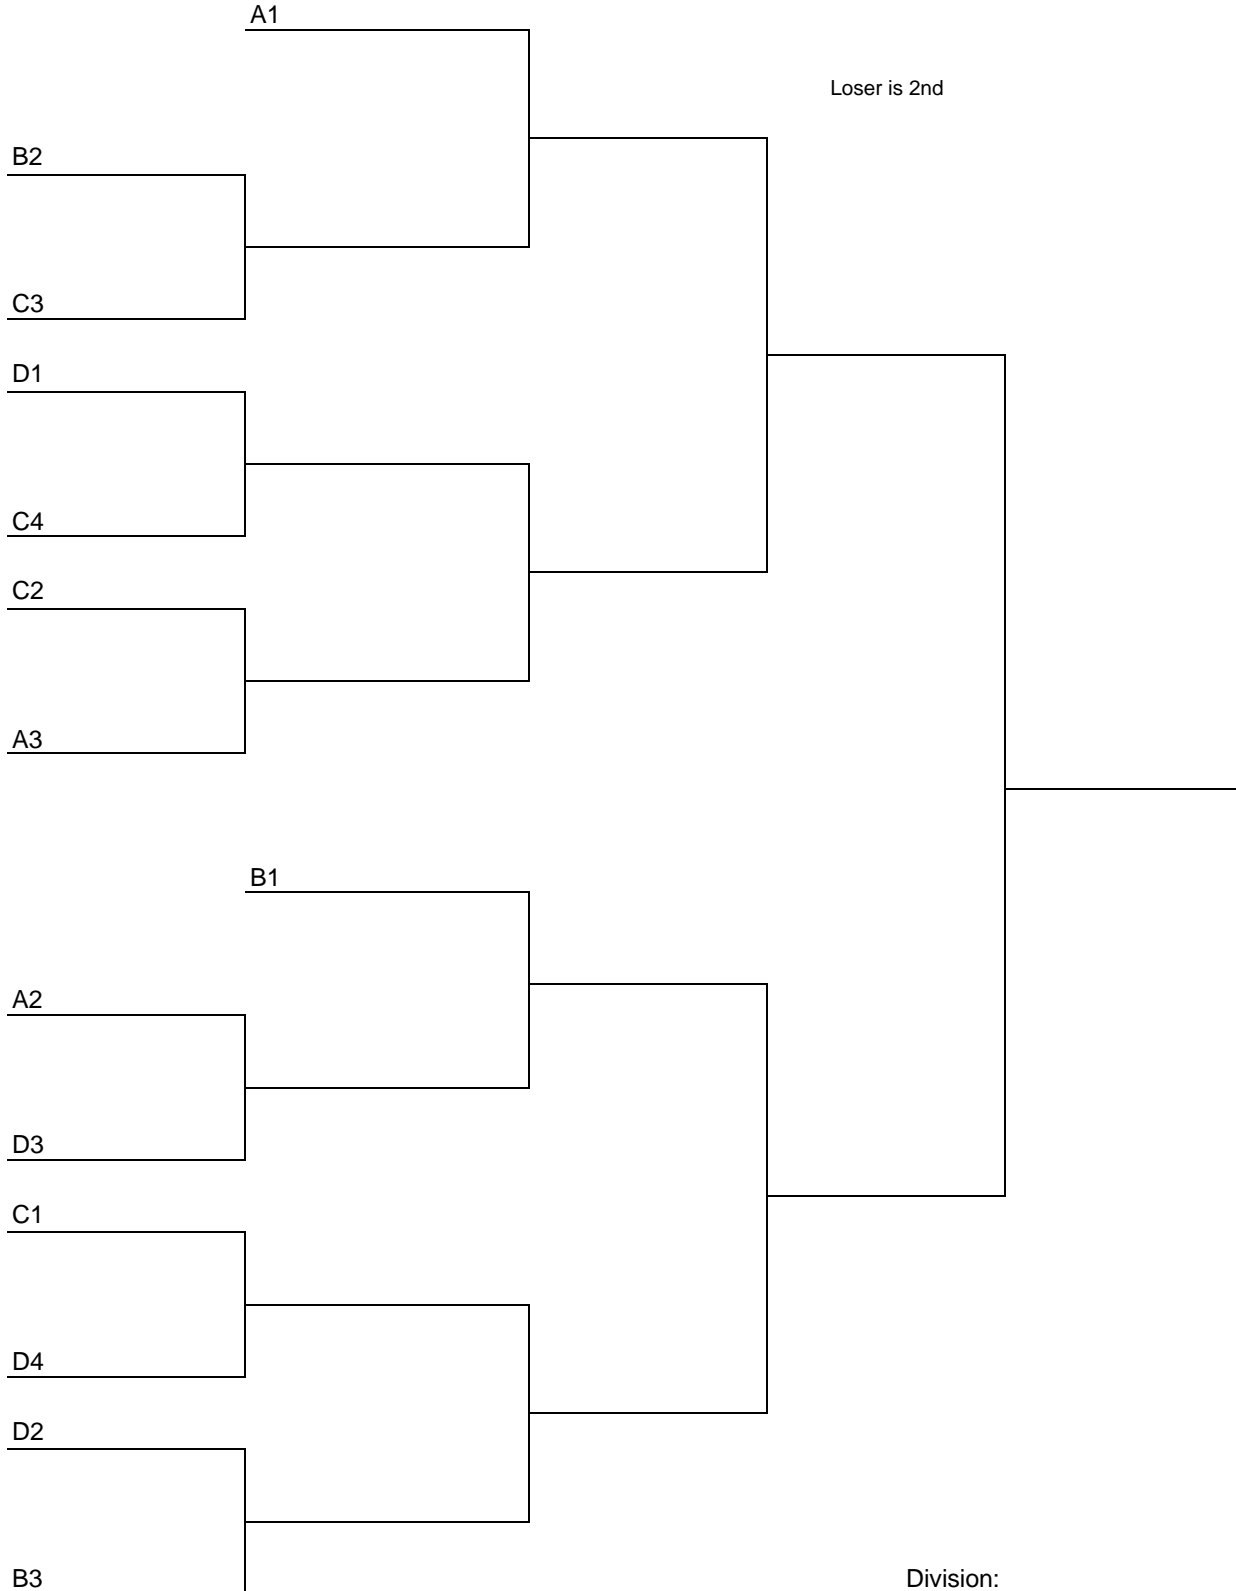 A1
Loser is 2nd
B2
C3
D1
C4
C2
A3
B1
A2
D3
C1
D4
D2
B3
Division: